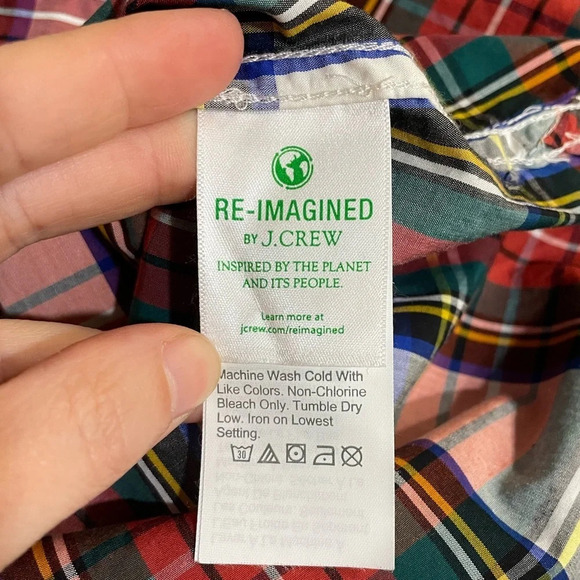 RE-IMAGINED
BY J.CREW
INSPIRED BY THE PLANET
AND ITS PEOPLE.
Learn more at
jcrew.com/reimagined
Machine Wash Cold With
Like Colors. Non-Chlorine
Bleach Only. Tumble Dry
Low. Iron on Lowest
Setting.
30